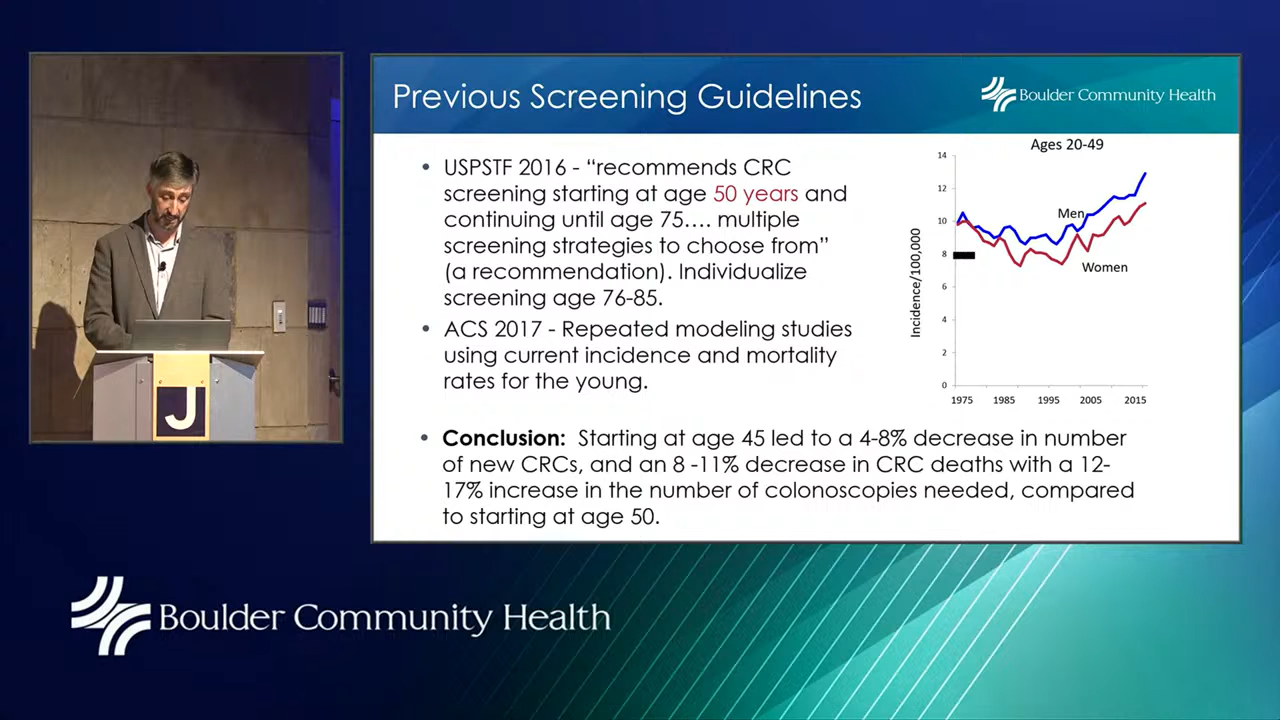 Previous Screening Guidelines
Boulder Community Health
• USPSTF 2016 - “recommends CRC
screening starting at age 50 years and
continuing until age 75…. multiple
screening strategies to choose from”
(a recommendation). Individualize
screening age 76-85.
• ACS 2017 - Repeated modeling studies
using current incidence and mortality
rates for the young.
Ages 20-49
Incidence/100,000
14
12
10
8
6
4
2
0
Men
Women
1975 1985 1995 2005 2015
• Conclusion: Starting at age 45 led to a 4-8% decrease in number
of new CRCs, and an 8 -11% decrease in CRC deaths with a 12-
17% increase in the number of colonoscopies needed, compared
to starting at age 50.
J
Boulder Community Health